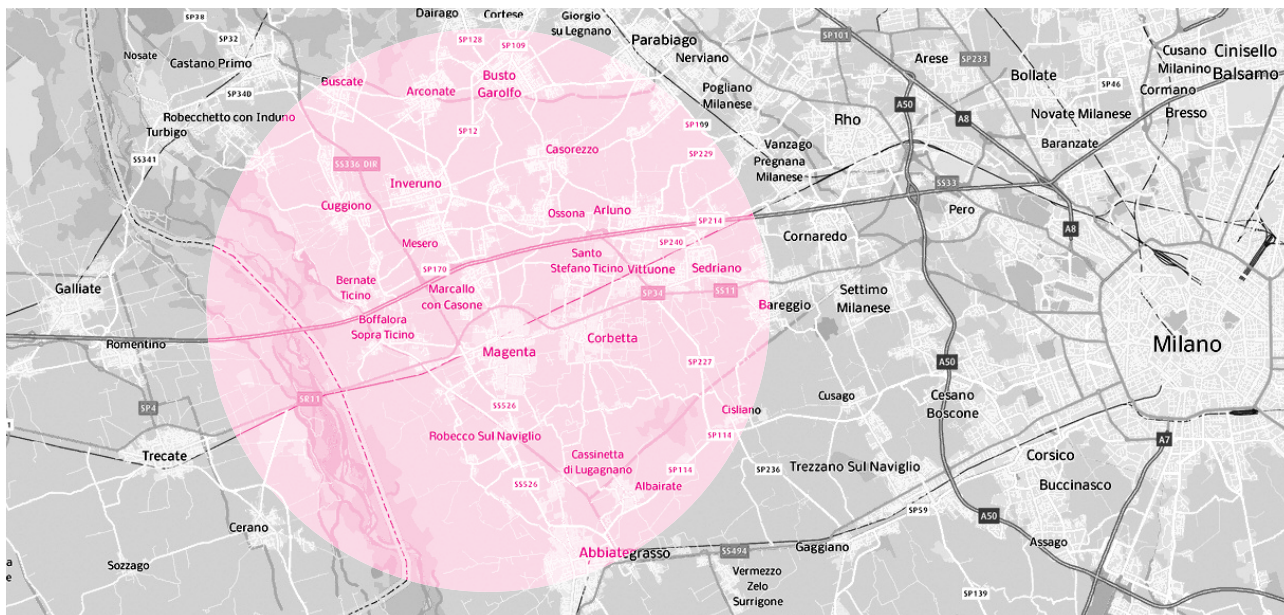 SP38
Dairago
Cortese
Giorgio
su Legnano
Nosate
SP32
SP128
SP109
Parabiago
Nerviano
SP101
Arese
SP233
Cusano
Milanino
Cinisello
Balsamo
Castano Primo
Buscate
Arconate
Busto
Garolfo
Bollate
SP46
Cormano
SP340
Pogliano
Milanese
A50
A8
Novate Milanese
Bresso
Robecchetto con Induno
Turbigo
SP12
SP109
Rho
Baranzate
SS341
SS336 DIR
Casorezzo
SP229
Vanzago
Pregnana
Milanese
Inveruno
SS33
Cuggiono
Ossona
Arluno
SP214
Pero
A8
Mesero
SP240
Cornaredo
SP170
Santo
Stefano Ticino
Vittuone
Sedriano
Bernate
Ticino
Marcallo
con Casone
SP34
SS11
Galliate
Bareggio
Settimo
Milanese
Boffalora
Sopra Ticino
Romentino
Magenta
Corbetta
Milano
SP227
A50
SR11
SP4
SS526
Cusago
Cesano
Boscone
Cisliano
1
Robecco Sul Naviglio
SP114
A7
Trecate
Cassinetta
di Lugagnano
SP114
SP236
Trezzano Sul Naviglio
Corsico
SS526
Albairate
Buccinasco
SP59
A50
Cerano
Abbiategrasso
SS494
Gaggiano
Assago
a
e
Sozzago
Vermezzo
Zelo
Surrigone
SP139